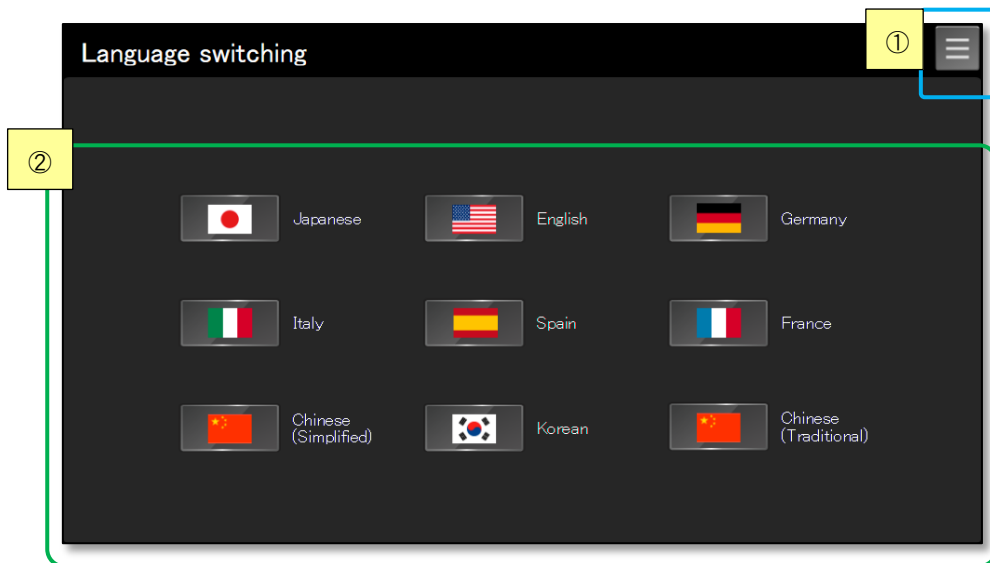 Language switching
①
②
Japanese
English
Germany
Italy
Spain
France
Chinese
(Simplified)
Korean
Chinese
(Traditional)